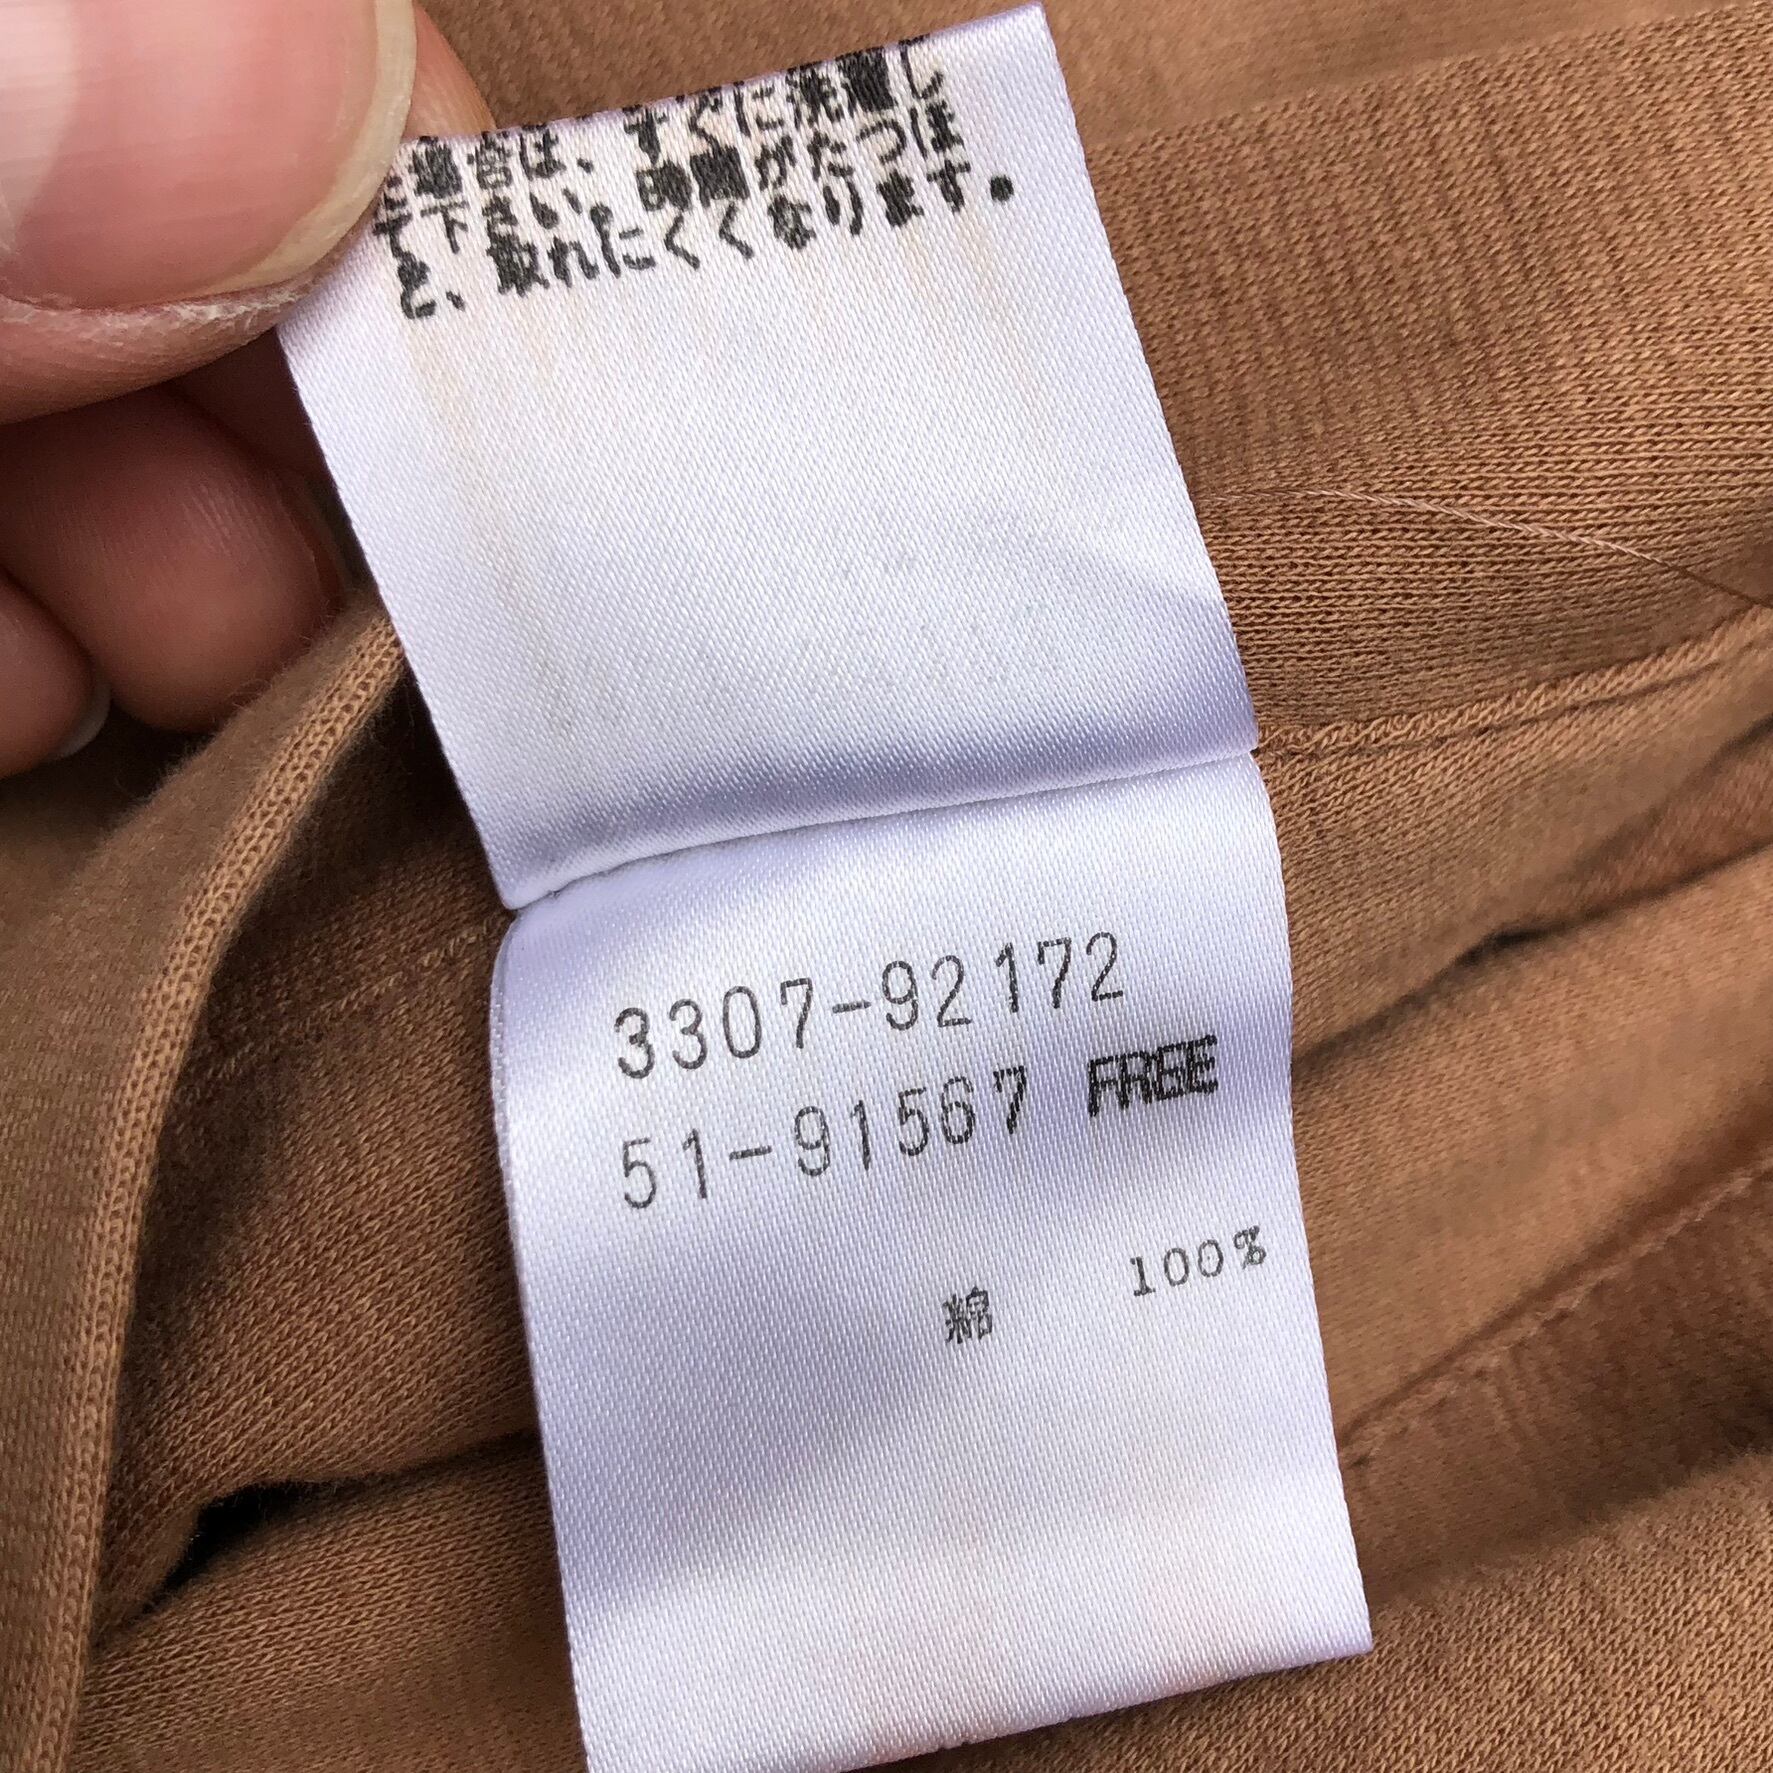 た場合は、すぐに洗濯し
て下さい、時間がたつほ
ど、取れにくくなります。
3307-92172
51-91567 FREE
綿 100%